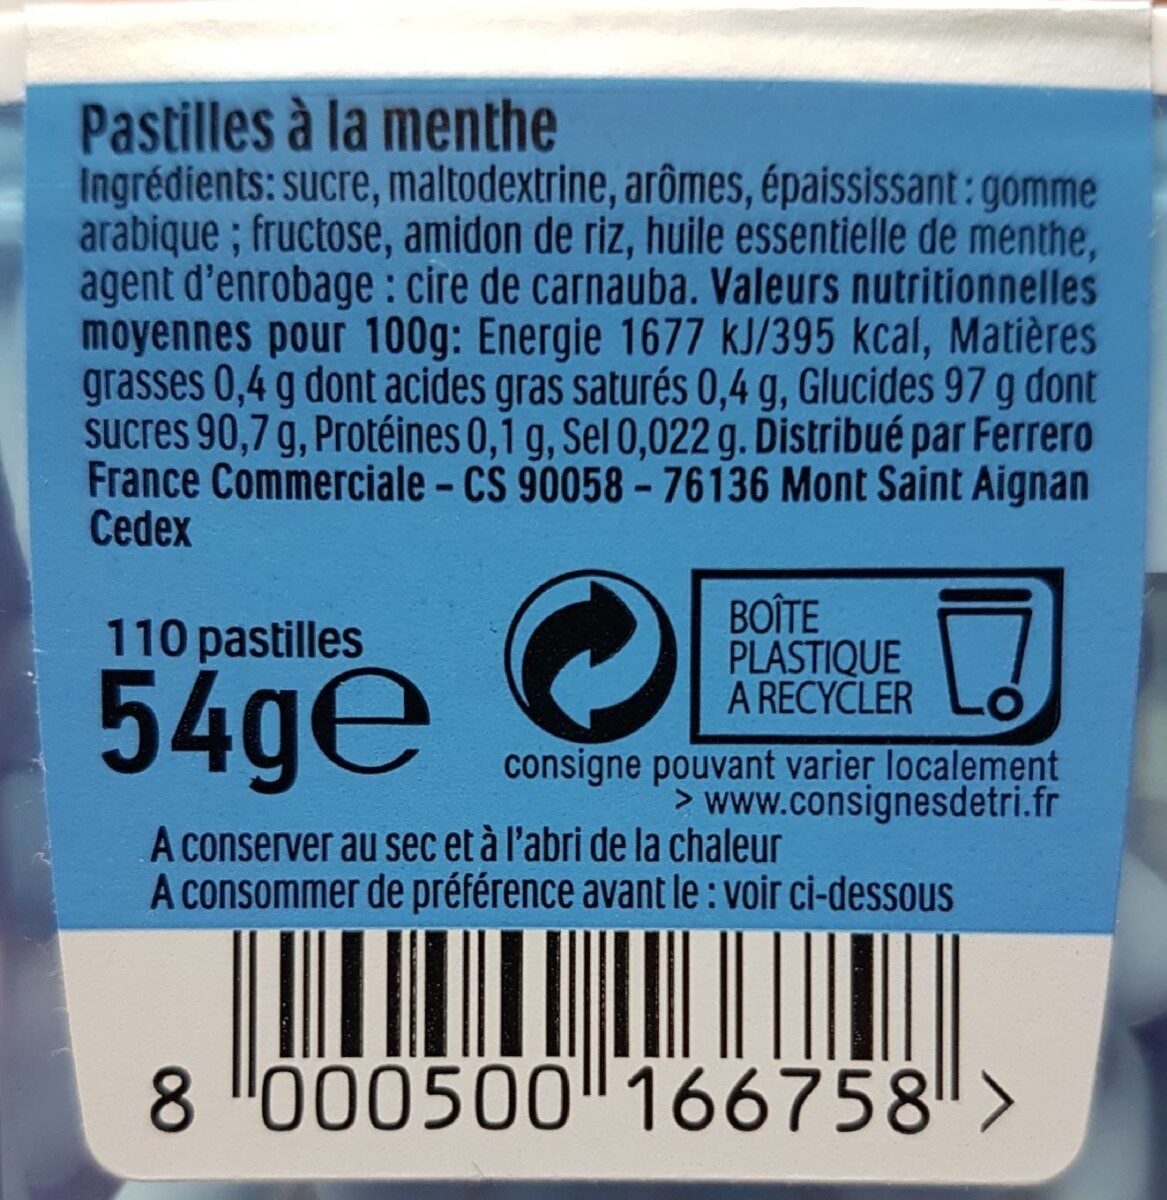 Pastilles à la menthe
Ingrédients: sucre, maltodextrine, arômes, épaississant : gomme
arabique ; fructose, amidon de riz, huile essentielle de menthe,
agent d'enrobage : cire de carnauba. Valeurs nutritionnelles
moyennes pour 100g: Energie 1677 kJ/395 kcal, Matières
grasses 0,4 g dont acides gras saturés 0,4 g, Glucides 97 g dont
sucres 90,7 g, Protéines 0,1 g, Sel 0,022 g. Distribué par Ferrero
France Commerciale – CS 90058 – 76136 Mont Saint Aignan
Cedex
110 pastilles
54g℮
BOÎTE
PLASTIQUE
A RECYCLER
consigne pouvant varier localement
> www.consignesdetri.fr
A conserver au sec et à l'abri de la chaleur
A consommer de préférence avant le : voir ci-dessous
8 000500 166758 >